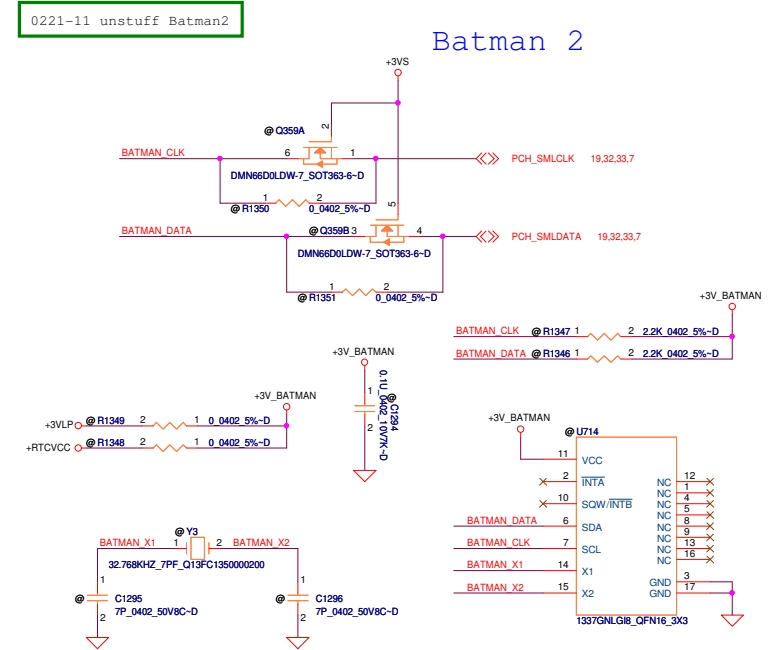 0221-11 unstuff Batman2
Batman 2
+3VS
@ Q359A
2
BATMAN_CLK
6
1
PCH_SMLCLK 19,32,33,7
DMN66D0LDW-7_SOT363-6~D
1
2
@ R1350
0_0402_5%~D
5
BATMAN_DATA
@ Q359B 3
4
PCH_SMLDATA 19,32,33,7
DMN66D0LDW-7_SOT363-6~D
1
2
@ R1351
0_0402_5%~D
+3V_BATMAN
BATMAN_CLK @ R1347 1 2 2.2K_0402_5%~D
BATMAN_DATA @ R1346 1 2 2.2K_0402_5%~D
+3V_BATMAN
1
2
0.1U_0402_10V7K~D
@ C1294
+3V_BATMAN
+3VLP @ R1349 2 1 0_0402_5%~D
+RTCVCC @ R1348 2 1 0_0402_5%~D
+3V_BATMAN
@ U714
11 VCC
2 INTA
10 SQW/INTB
BATMAN_DATA 6 SDA
BATMAN_CLK 7 SCL
BATMAN_X1 14 X1
BATMAN_X2 15 X2
NC 12
NC 1
NC 4
NC 5
NC 8
NC 9
NC 13
NC 16
GND 3
GND 17
1337GNLGI8_QFN16_3X3
@ Y3
BATMAN_X1 1 2 BATMAN_X2
32.768KHZ_7PF_Q13FC1350000200
1
@ C1295
7P_0402_50V8C~D
2
1
@ C1296
7P_0402_50V8C~D
2